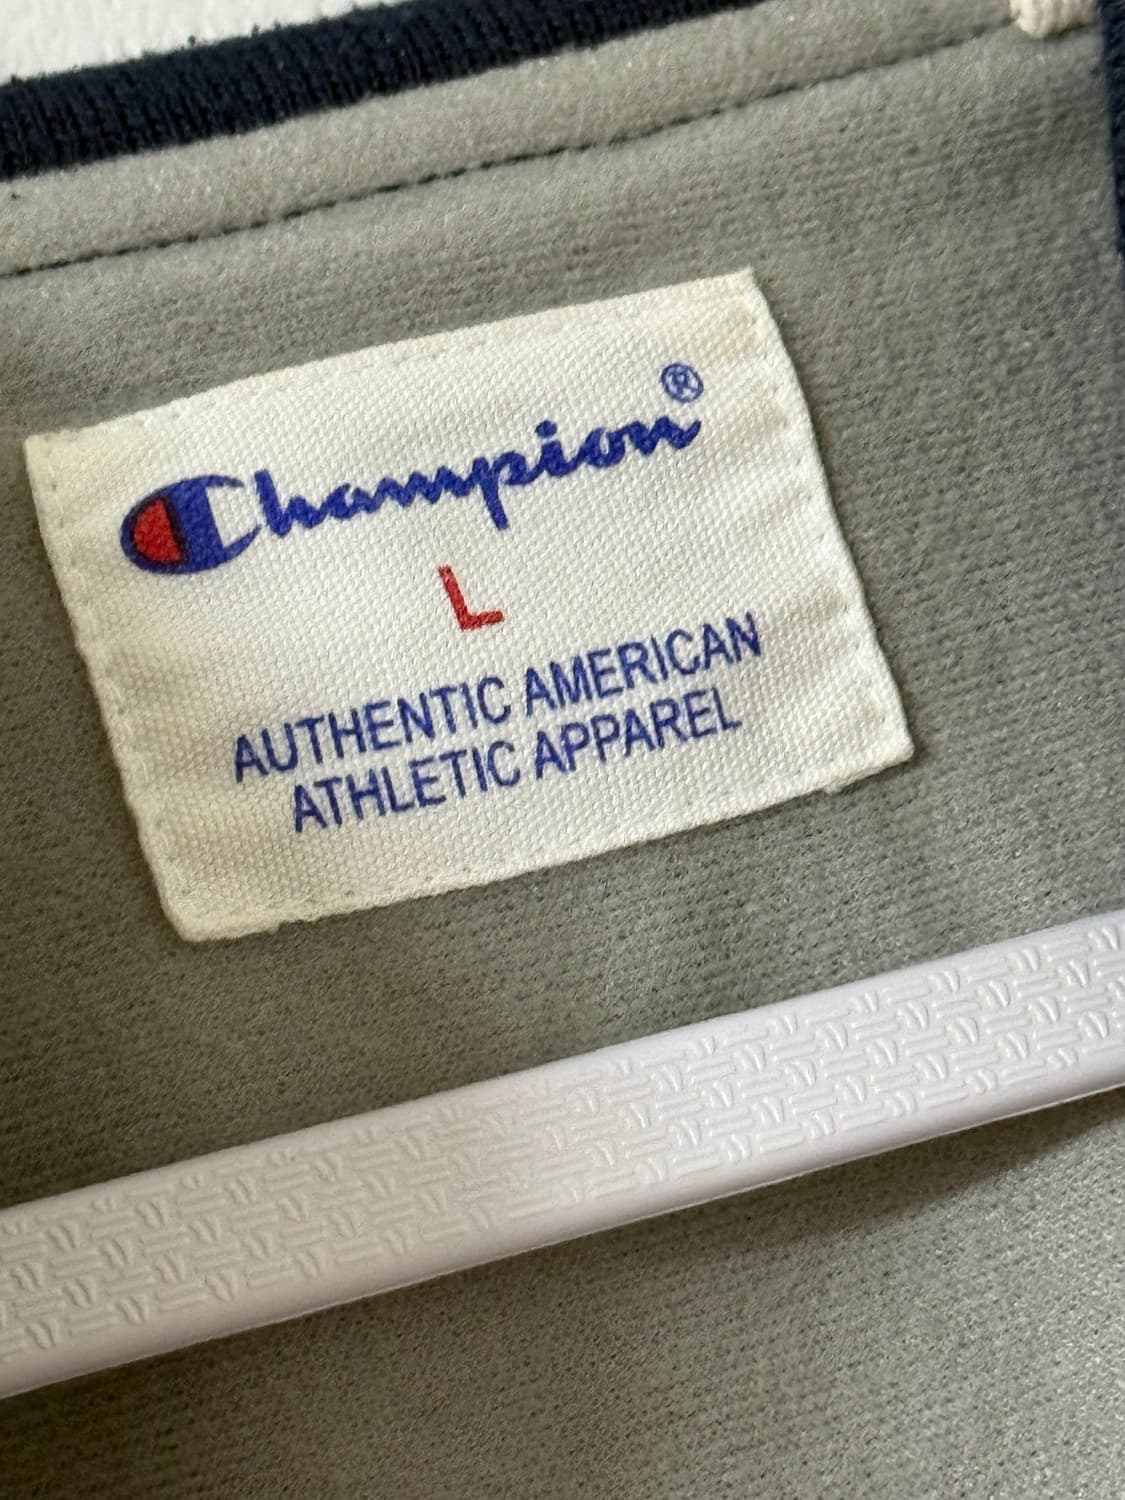 Champion®
L
AUTHENTIC AMERICAN
ATHLETIC APPAREL